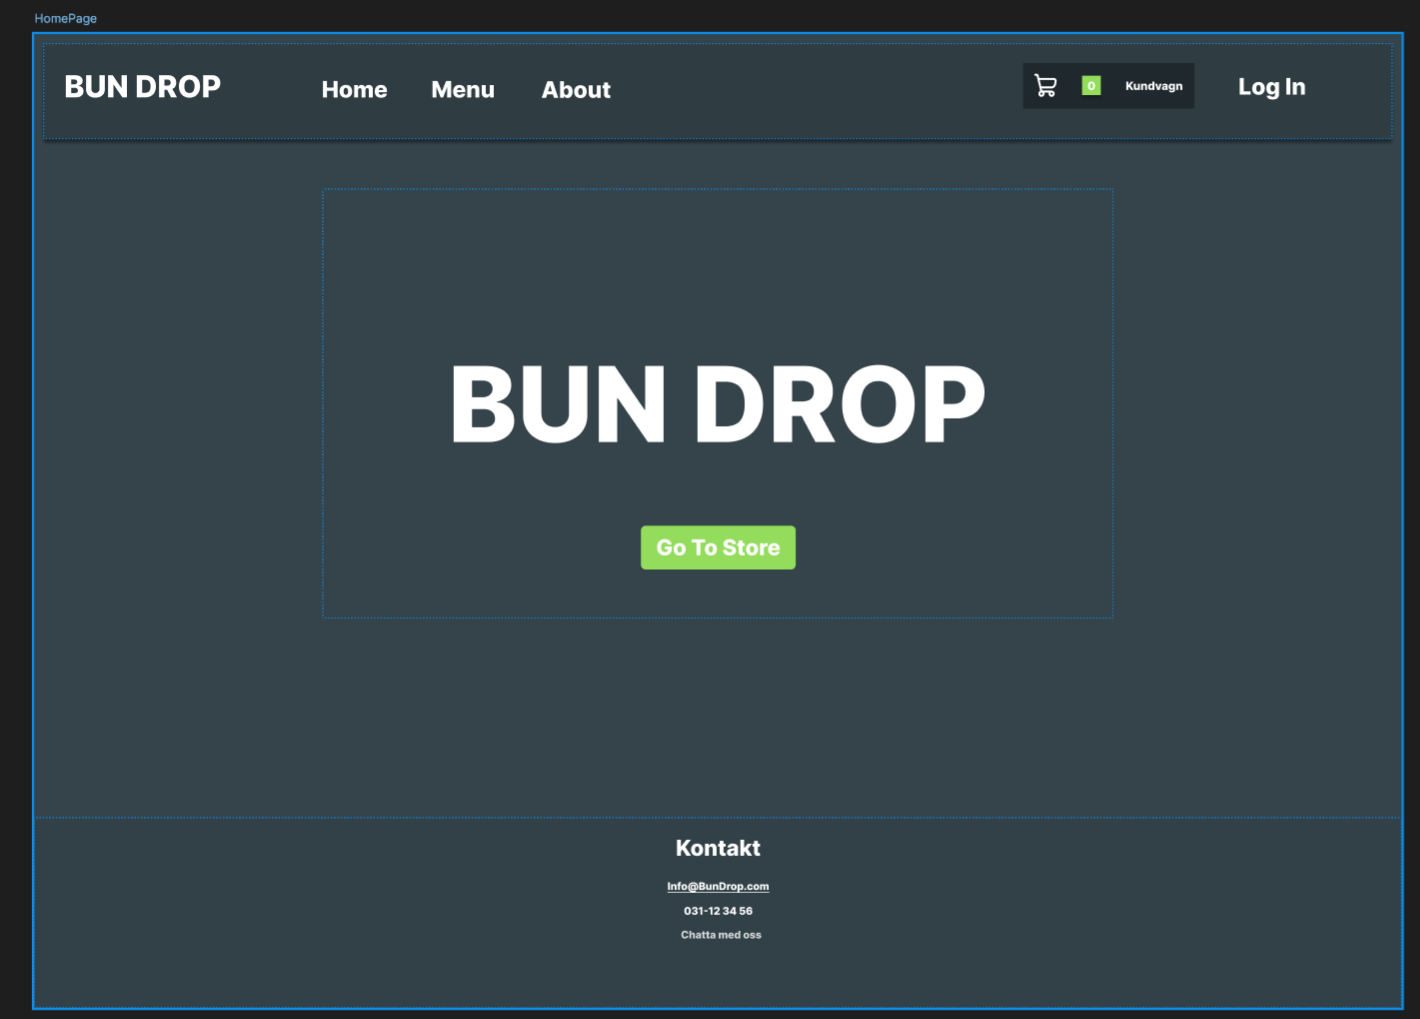 HomePage
BUN DROP Home Menu About 0 Kundvagn Log In
BUN DROP
Go To Store
Kontakt
Info@BunDrop.com
031-12 34 56
Chatta med oss